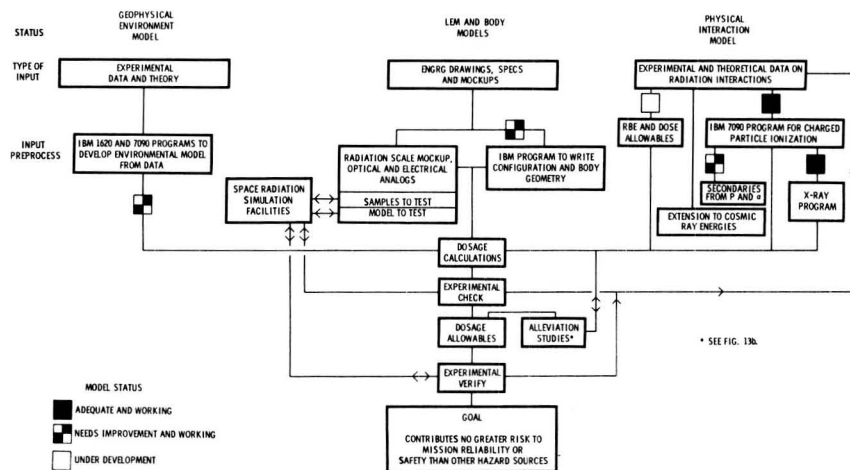 GEOPHYSICAL
ENVIRONMENT
MODEL
LEM AND BODY
MODELS
PHYSICAL
INTERACTION
MODEL
STATUS
TYPE OF
INPUT
EXPERIMENTAL
DATA AND THEORY
ENGRG DRAWINGS, SPECS
AND MOCKUPS
EXPERIMENTAL AND THEORETICAL DATA ON
RADIATION INTERACTIONS
INPUT
PREPROCESS
IBM 1620 AND 7090 PROGRAMS TO
DEVELOP ENVIRONMENTAL MODEL
FROM DATA
RADIATION SCALE MOCKUP,
OPTICAL AND ELECTRICAL
ANALOGS
SAMPLES TO TEST
MODEL TO TEST
IBM PROGRAM TO WRITE
CONFIGURATION AND BODY
GEOMETRY
RBE AND DOSE
ALLOWABLES
IBM 7090 PROGRAM FOR CHARGED
PARTICLE IONIZATION
SPACE RADIATION
SIMULATION
FACILITIES
SECONDARIES
FROM P AND α
X-RAY
PROGRAM
EXTENSION TO COSMIC
RAY ENERGIES
DOSAGE
CALCULATIONS
EXPERIMENTAL
CHECK
DOSAGE
ALLOWABLES
ALLEVIATION
STUDIES*
* SEE FIG. 13b.
EXPERIMENTAL
VERIFY
MODEL STATUS
ADEQUATE AND WORKING
NEEDS IMPROVEMENT AND WORKING
UNDER DEVELOPMENT
GOAL
CONTRIBUTES NO GREATER RISK TO
MISSION RELIABILITY OR
SAFETY THAN OTHER HAZARD SOURCES